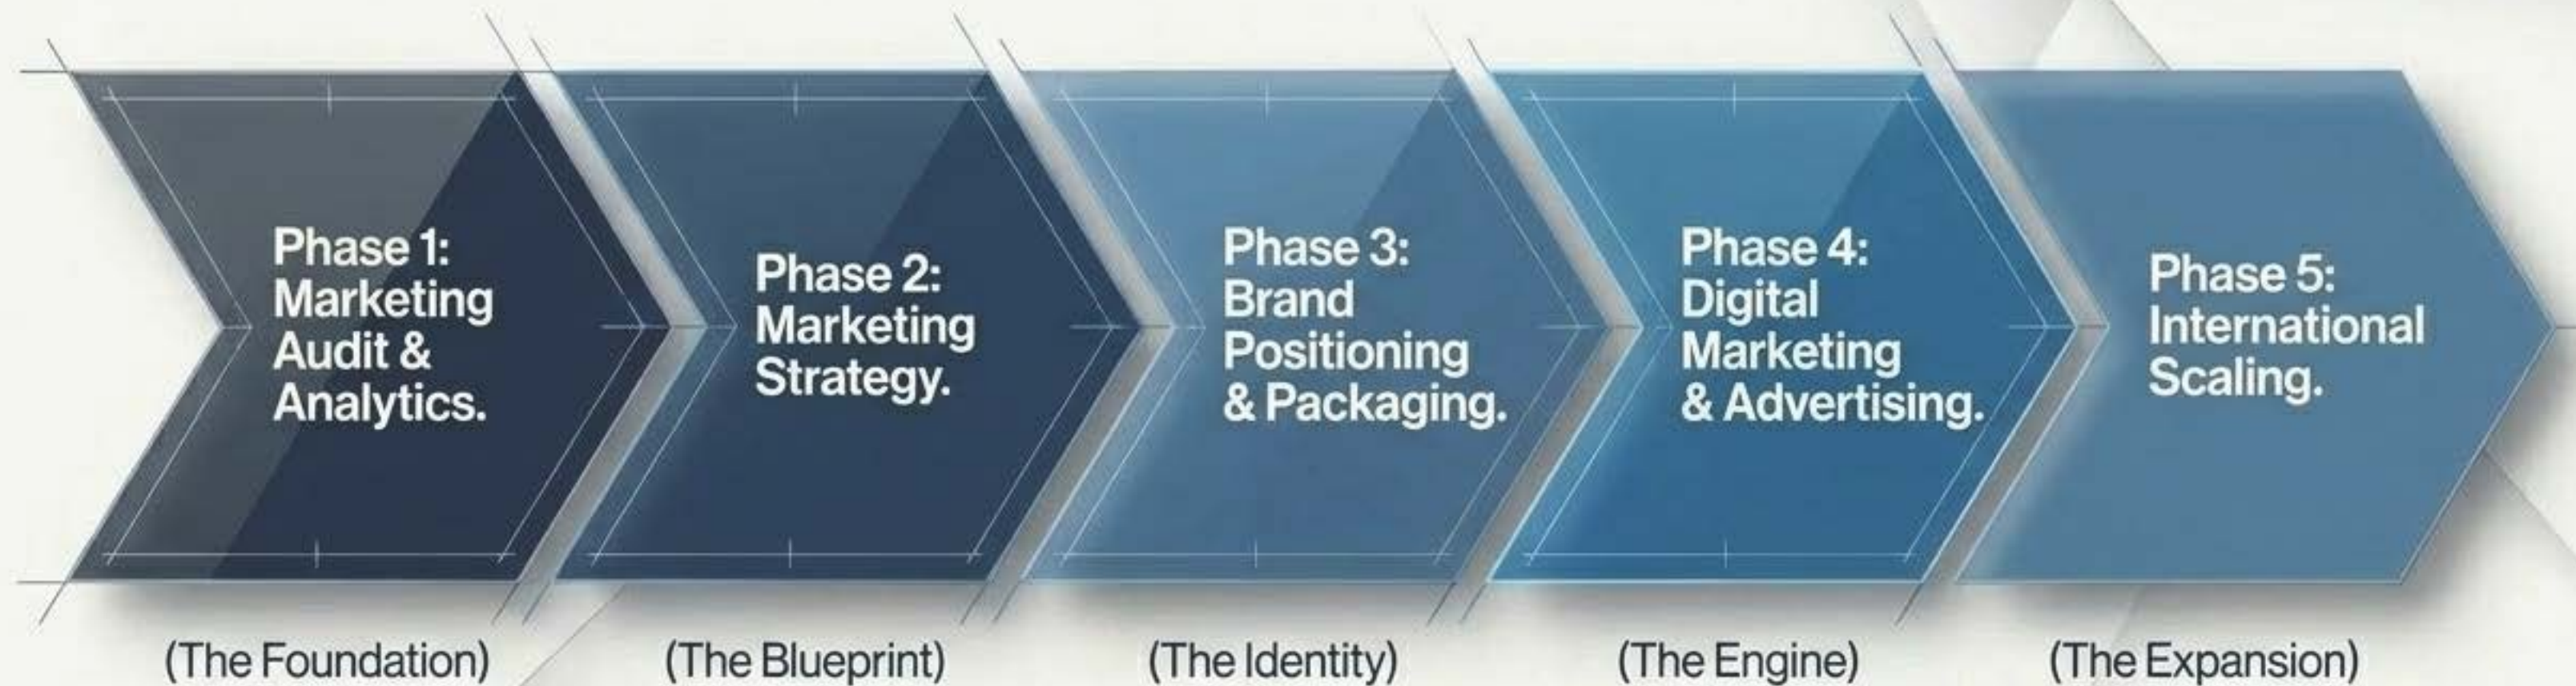 Phase 1:
Marketing
Audit &
Analytics.
Phase 2:
Marketing
Strategy.
Phase 3:
Brand
Positioning
& Packaging.
Phase 4:
Digital
Marketing
& Advertising.
Phase 5:
International
Scaling.
(The Foundation)
(The Blueprint)
(The Identity)
(The Engine)
(The Expansion)